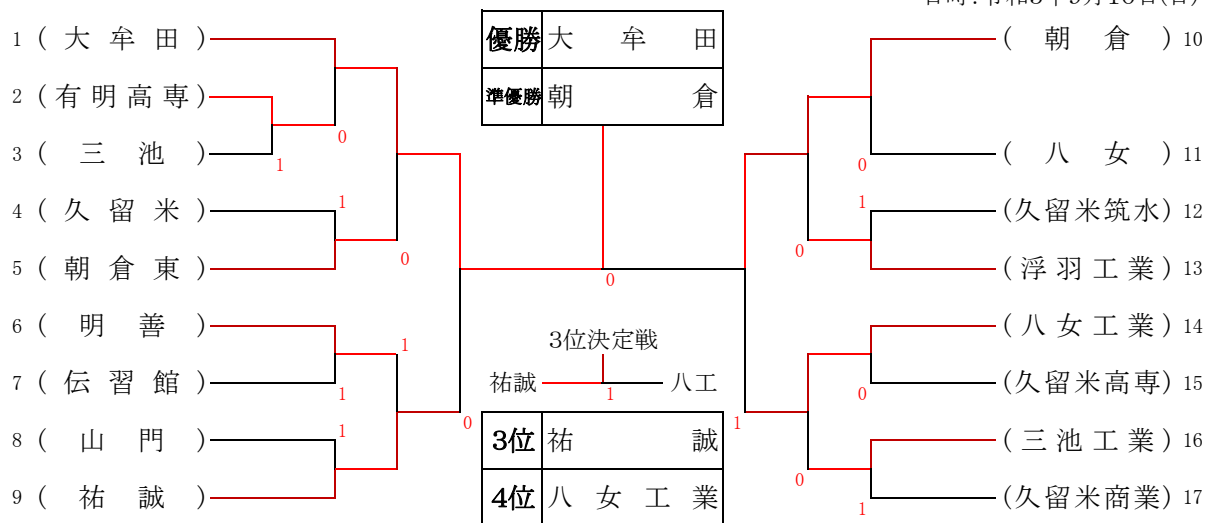 1 ( 大 牟 田 )
2 ( 有 明 高 専 )
3 ( 三 池 )
4 ( 久 留 米 )
5 ( 朝 倉 東 )
6 ( 明 善 )
7 ( 伝 習 館 )
8 ( 山 門 )
9 ( 祐 誠 )
1
0
1
0
1
1
1
0
優勝 大 牟 田
準優勝 朝 倉
0
3位決定戦
祐誠 八工
1
3位 祐 誠
4位 八 女 工 業
( 朝 倉 ) 10
( 八 女 ) 11
(久留米筑水) 12
( 浮 羽 工 業 ) 13
( 八 女 工 業 ) 14
(久留米高専) 15
( 三 池 工 業 ) 16
(久留米商業) 17
0
1
0
0
1
0
1